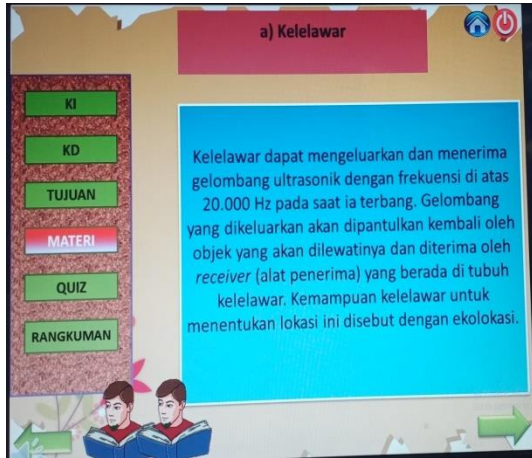 a) Kelelawar
KI
KD
TUJUAN
MATERI
QUIZ
RANGKUMAN
Kelelawar dapat mengeluarkan dan menerima
gelombang ultrasonik dengan frekuensi di atas
20.000 Hz pada saat ia terbang. Gelombang
yang dikeluarkan akan dipantulkan kembali oleh
objek yang akan dilewatinya dan diterima oleh
receiver (alat penerima) yang berada di tubuh
kelelawar. Kemampuan kelelawar untuk
menentukan lokasi ini disebut dengan ekolokasi.